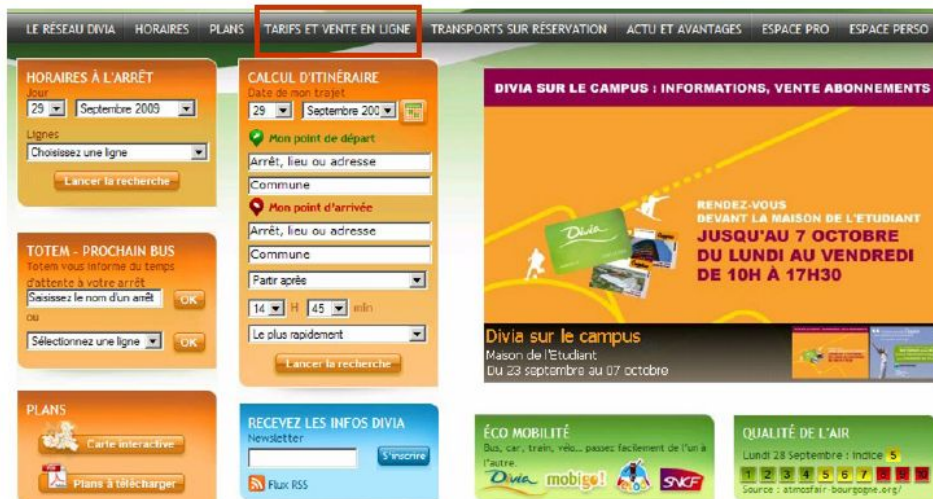 LE RÉSEAU DIVIA HORAIRES PLANS TARIFS ET VENTE EN LIGNE TRANSPORTS SUR RÉSERVATION ACTU ET AVANTAGES ESPACE PRO ESPACE PERSO
HORAIRES À L'ARRÊT
Jour
29 Septembre 2009
Lignes
Choisissez une ligne
Lancer la recherche
TOTEM - PROCHAIN BUS
Totem vous informe du temps
d'attente à votre arrêt
Saisissez le nom d'un arrêt OK
ou
Sélectionnez une ligne OK
PLANS
Carte interactive
Plans à télécharger
CALCUL D'ITINÉRAIRE
Date de mon trajet
29 Septembre 200
Mon point de départ
Arrêt, lieu ou adresse
Commune
Mon point d'arrivée
Arrêt, lieu ou adresse
Commune
Partir après
14 H 45 min
Le plus rapidement
Lancer la recherche
RECEVEZ LES INFOS DIVIA
Newsletter
S'inscrire
Flux RSS
DIVIA SUR LE CAMPUS : INFORMATIONS, VENTE ABONNEMENTS
Divia
RENDEZ-VOUS
DEVANT LA MAISON DE L'ETUDIANT
JUSQU'AU 7 OCTOBRE
DU LUNDI AU VENDREDI
DE 10H À 17H30
Divia sur le campus
Maison de l'Etudiant
Du 23 septembre au 07 octobre
ÉCO MOBILITÉ
Bus, car, train, vélo... passez facilement de l'un à
l'autre.
Divia mobigo! SNCF
QUALITÉ DE L'AIR
Lundi 28 Septembre : Indice 5
1 2 3 4 5 6 7 8 9 10
Source : atmosfair-bourgogne.org/